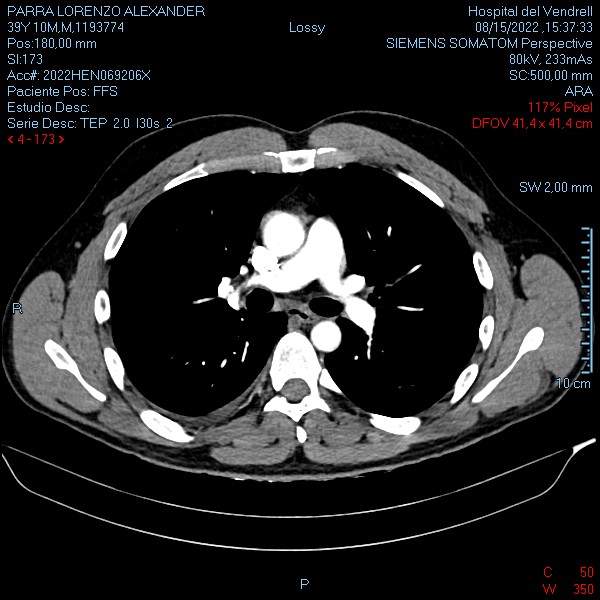 PARRA LORENZO ALEXANDER
39Y 10M,M,1193774
Pos:180,00 mm
SI:173
Acc#: 2022HEN069206X
Paciente Pos: FFS
Estudio Desc:
Serie Desc: TEP 2.0 I30s 2
< 4 - 173 >
Lossy
Hospital del Vendrell
08/15/2022 ,15:37:33
SIEMENS SOMATOM Perspective
80kV, 233mAs
SC:500,00 mm
ARA
117% Pixel
DFOV 41,4 x 41,4 cm
SW 2,00 mm
R
10 cm
P
C 50
W 350